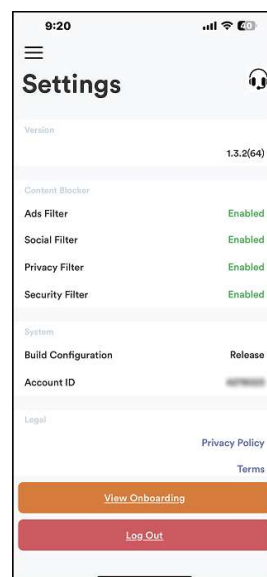 9:20
40
Settings
Version
1.3.2(64)
Content Blocker
Ads Filter Enabled
Social Filter Enabled
Privacy Filter Enabled
Security Filter Enabled
System
Build Configuration Release
Account ID
Legal
Privacy Policy
Terms
View Onboarding
Log Out